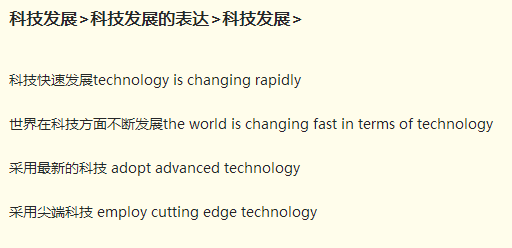 科技发展>科技发展的表达>科技发展>
科技快速发展technology is changing rapidly
世界在科技方面不断发展the world is changing fast in terms of technology
采用最新的科技 adopt advanced technology
采用尖端科技 employ cutting edge technology